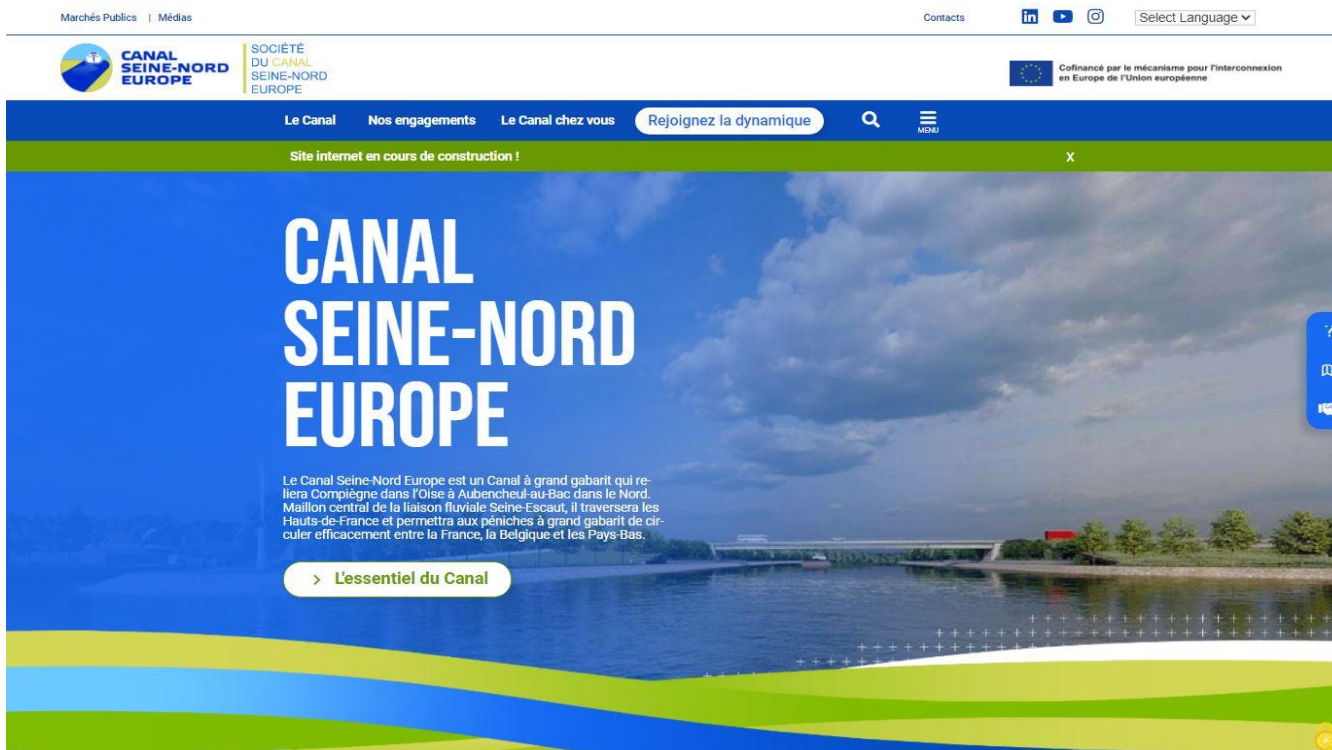 Marchés Publics | Médias
Contacts
Select Language
CANAL
SEINE-NORD
EUROPE
SOCIÉTÉ
DU CANAL
SEINE-NORD
EUROPE
Cofinancé par le mécanisme pour l'interconnexion
en Europe de l'Union européenne
Le Canal Nos engagements Le Canal chez vous Rejoignez la dynamique
MENU
Site internet en cours de construction ! X
CANAL
SEINE-NORD
EUROPE
Le Canal Seine-Nord Europe est un Canal à grand gabarit qui re-
liera Compiègne dans l'Oise à Aubencheul-au-Bac dans le Nord.
Maillon central de la liaison fluviale Seine-Escaut, il traversera les
Hauts-de-France et permettra aux péniches à grand gabarit de cir-
culer efficacement entre la France, la Belgique et les Pays-Bas.
> L'essentiel du Canal